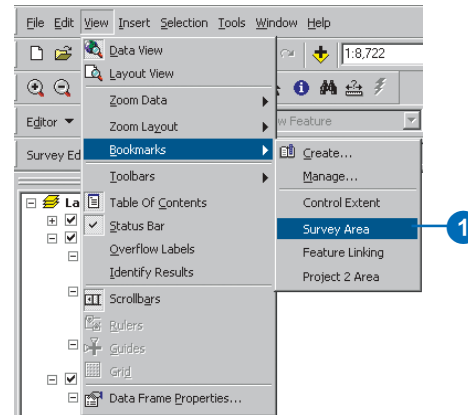 File Edit View Insert Selection Tools Window Help
Data View
1:8,722
Layout View
Zoom Data
Editor
Zoom Layout
w Feature
Survey Ed
Bookmarks
Create...
Toolbars
Manage...
La
Table Of Contents
Control Extent
Status Bar
Survey Area
1
Overflow Labels
Feature Linking
Identify Results
Project 2 Area
Scrollbars
Rulers
Guides
Grid
Data Frame Properties...